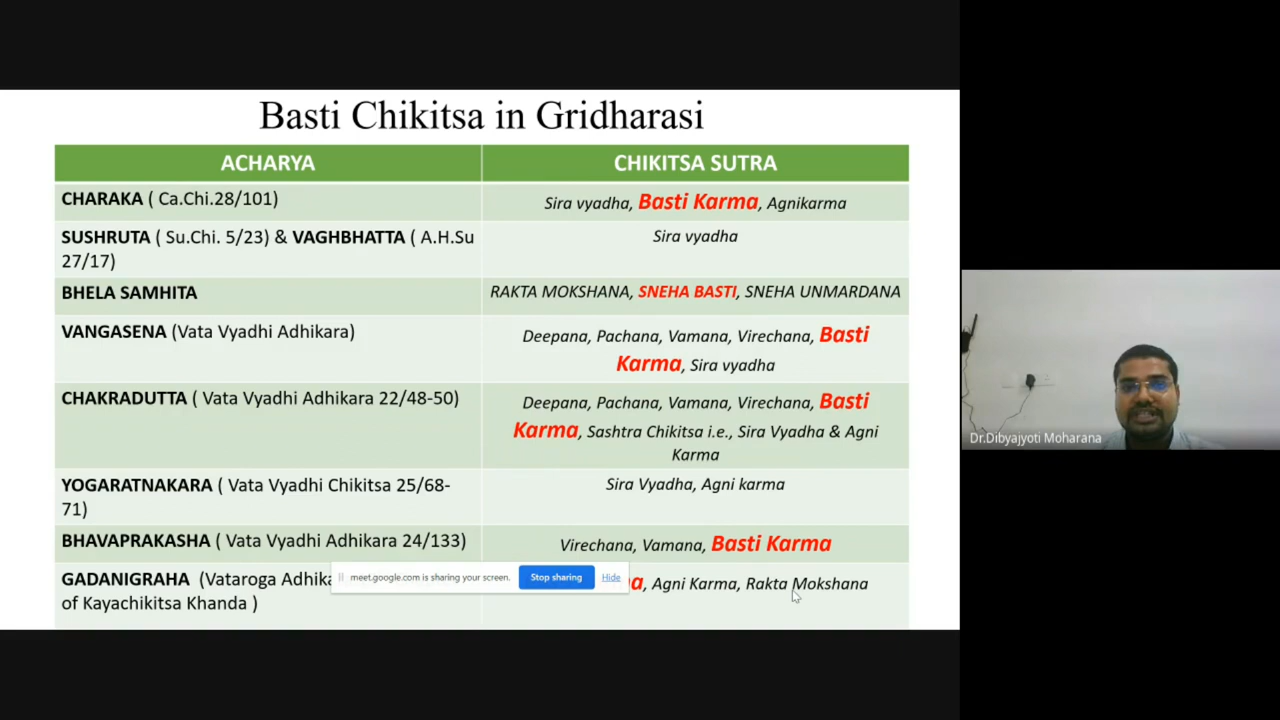 Basti Chikitsa in Gridharasi
ACHARYA
CHIKITSA SUTRA
CHARAKA ( Ca.Chi.28/101)
Sira vyadha, Basti Karma, Agnikarma
SUSHRUTA ( Su.Chi. 5/23) & VAGHBHATTA ( A.H.Su
27/17)
Sira vyadha
BHELA SAMHITA
RAKTA MOKSHANA, SNEHA BASTI, SNEHA UNMARDANA
VANGASENA (Vata Vyadhi Adhikara)
Deepana, Pachana, Vamana, Virechana, Basti
Karma, Sira vyadha
CHAKRADUTTA ( Vata Vyadhi Adhikara 22/48-50)
Deepana, Pachana, Vamana, Virechana, Basti
Karma, Sashtra Chikitsa i.e., Sira Vyadha & Agni
Karma
YOGARATNAKARA ( Vata Vyadhi Chikitsa 25/68-
71)
Sira Vyadha, Agni karma
BHAVAPRAKASHA ( Vata Vyadhi Adhikara 24/133)
Virechana, Vamana, Basti Karma
GADANIGRAHA (Vataroga Adhika
of Kayachikitsa Khanda )
a, Agni Karma, Rakta Mokshana
meet.google.com is sharing your screen.
Stop sharing
Hide
Dr.Dibyajyoti Moharana